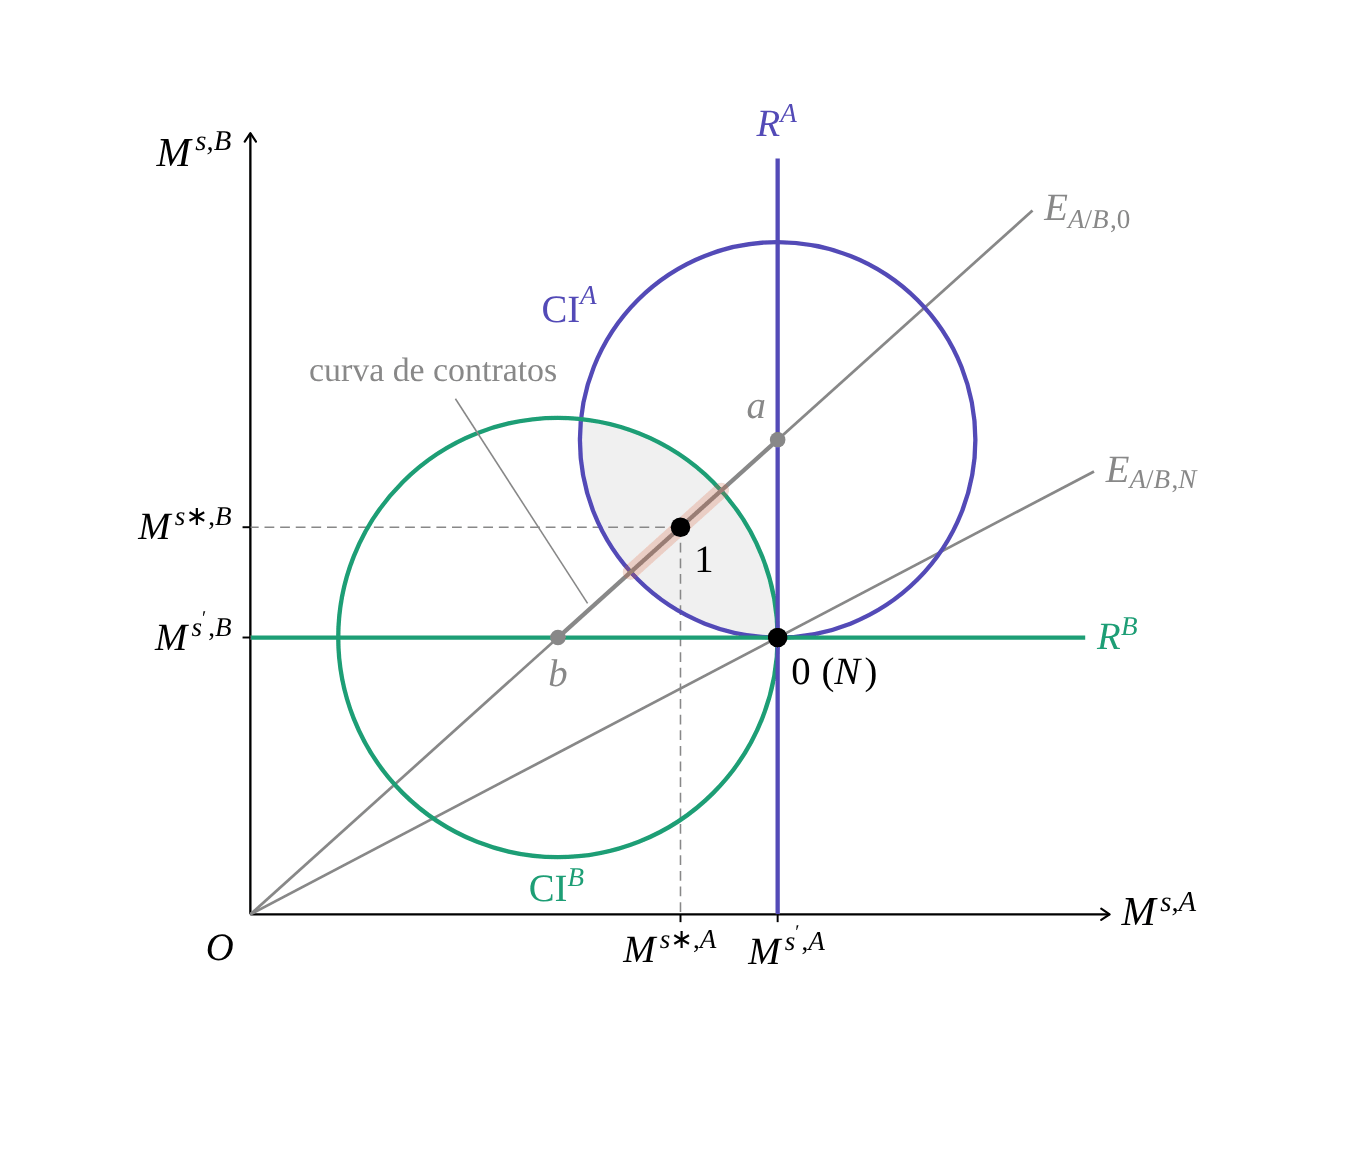 R^A
M^{s,B}
E_{A/B,0}
CI^A
curva de contratos
a
E_{A/B,N}
M^{s∗,B}
1
M^{s′,B}
R^B
b
0 (N)
CI^B
M^{s,A}
O
M^{s∗,A}
M^{s′,A}